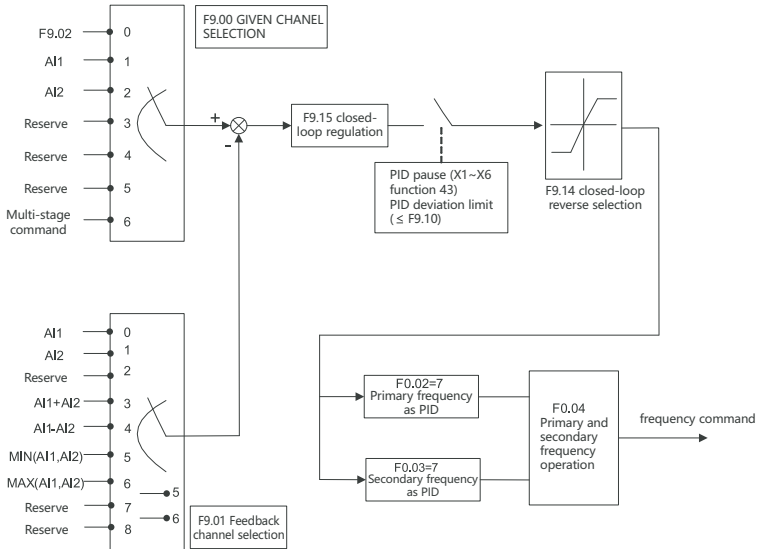 F9.00 GIVEN CHANEL
SELECTION
F9.02
0
AI1
1
AI2
2
Reserve
3
Reserve
4
Reserve
5
Multi-stage
command
6
+
-
F9.15 closed-
loop regulation
PID pause (X1~X6
function 43)
PID deviation limit
( ≤ F9.10)
F9.14 closed-loop
reverse selection
AI1
0
AI2
1
Reserve
2
AI1+AI2
3
AI1-AI2
4
MIN(AI1,AI2)
5
MAX(AI1,AI2)
6
Reserve
7
Reserve
8
5
6
F9.01 Feedback
channel selection
F0.02=7
Primary frequency
as PID
F0.03=7
Secondary frequency
as PID
F0.04
Primary and
secondary
frequency
operation
frequency command